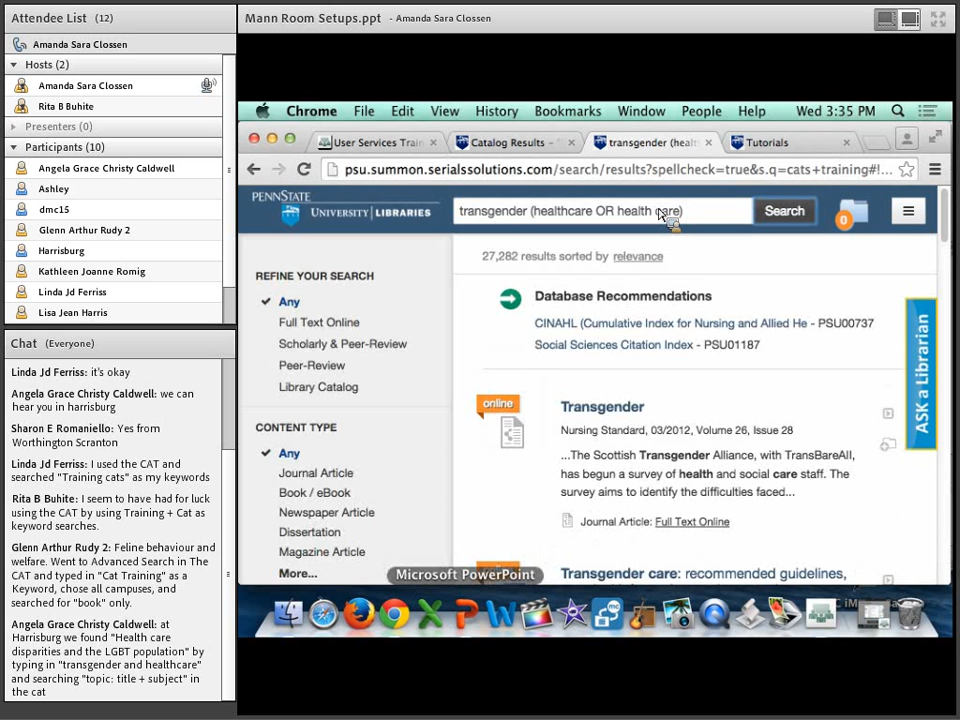 Attendee List (12)
Amanda Sara Clossen
Hosts (2)
Amanda Sara Clossen
Rita B Buhite
Presenters (0)
Participants (10)
Angela Grace Christy Caldwell
Ashley
dmc15
Glenn Arthur Rudy 2
Harrisburg
Kathleen Joanne Romig
Linda Jd Ferriss
Lisa Jean Harris
Chat (Everyone)
Linda Jd Ferriss: it's okay
Angela Grace Christy Caldwell: we can
hear you in harrisburg
Sharon E Romaniello: Yes from
Worthington Scranton
Linda Jd Ferriss: I used the CAT and
searched "Training cats" as my keywords
Rita B Buhite: I seem to have had for luck
using the CAT by using Training + Cat as
keyword searches.
Glenn Arthur Rudy 2: Feline behaviour and
welfare. Went to Advanced Search in The
CAT and typed in "Cat Training" as a
Keyword, chose all campuses, and
searched for "book" only.
Angela Grace Christy Caldwell: at
Harrisburg we found "Health care
disparities and the LGBT population" by
typing in "transgender and healthcare"
and searching "topic: title + subject" in
the cat
Mann Room Setups.ppt - Amanda Sara Clossen
Chrome File Edit View History Bookmarks Window People Help Wed 3:35 PM
User Services Train
Catalog Results -
transgender (healt
Tutorials
psu.summon.serialssolutions.com/search/results?spellcheck=true&s.q=cats+training#!...
PENNSTATE
UNIVERSITY LIBRARIES
transgender (healthcare OR health care)
Search
0
27,282 results sorted by relevance
REFINE YOUR SEARCH
Any
Full Text Online
Scholarly & Peer-Review
Peer-Review
Library Catalog
CONTENT TYPE
Any
Journal Article
Book / eBook
Newspaper Article
Dissertation
Magazine Article
More...
Database Recommendations
CINAHL (Cumulative Index for Nursing and Allied He - PSU00737
Social Sciences Citation Index - PSU01187
online
Transgender
Nursing Standard, 03/2012, Volume 26, Issue 28
...The Scottish Transgender Alliance, with TransBareAll,
has begun a survey of health and social care staff. The
survey aims to identify the difficulties faced...
Journal Article: Full Text Online
Transgender care: recommended guidelines,
ASK a Librarian
Microsoft PowerPoint